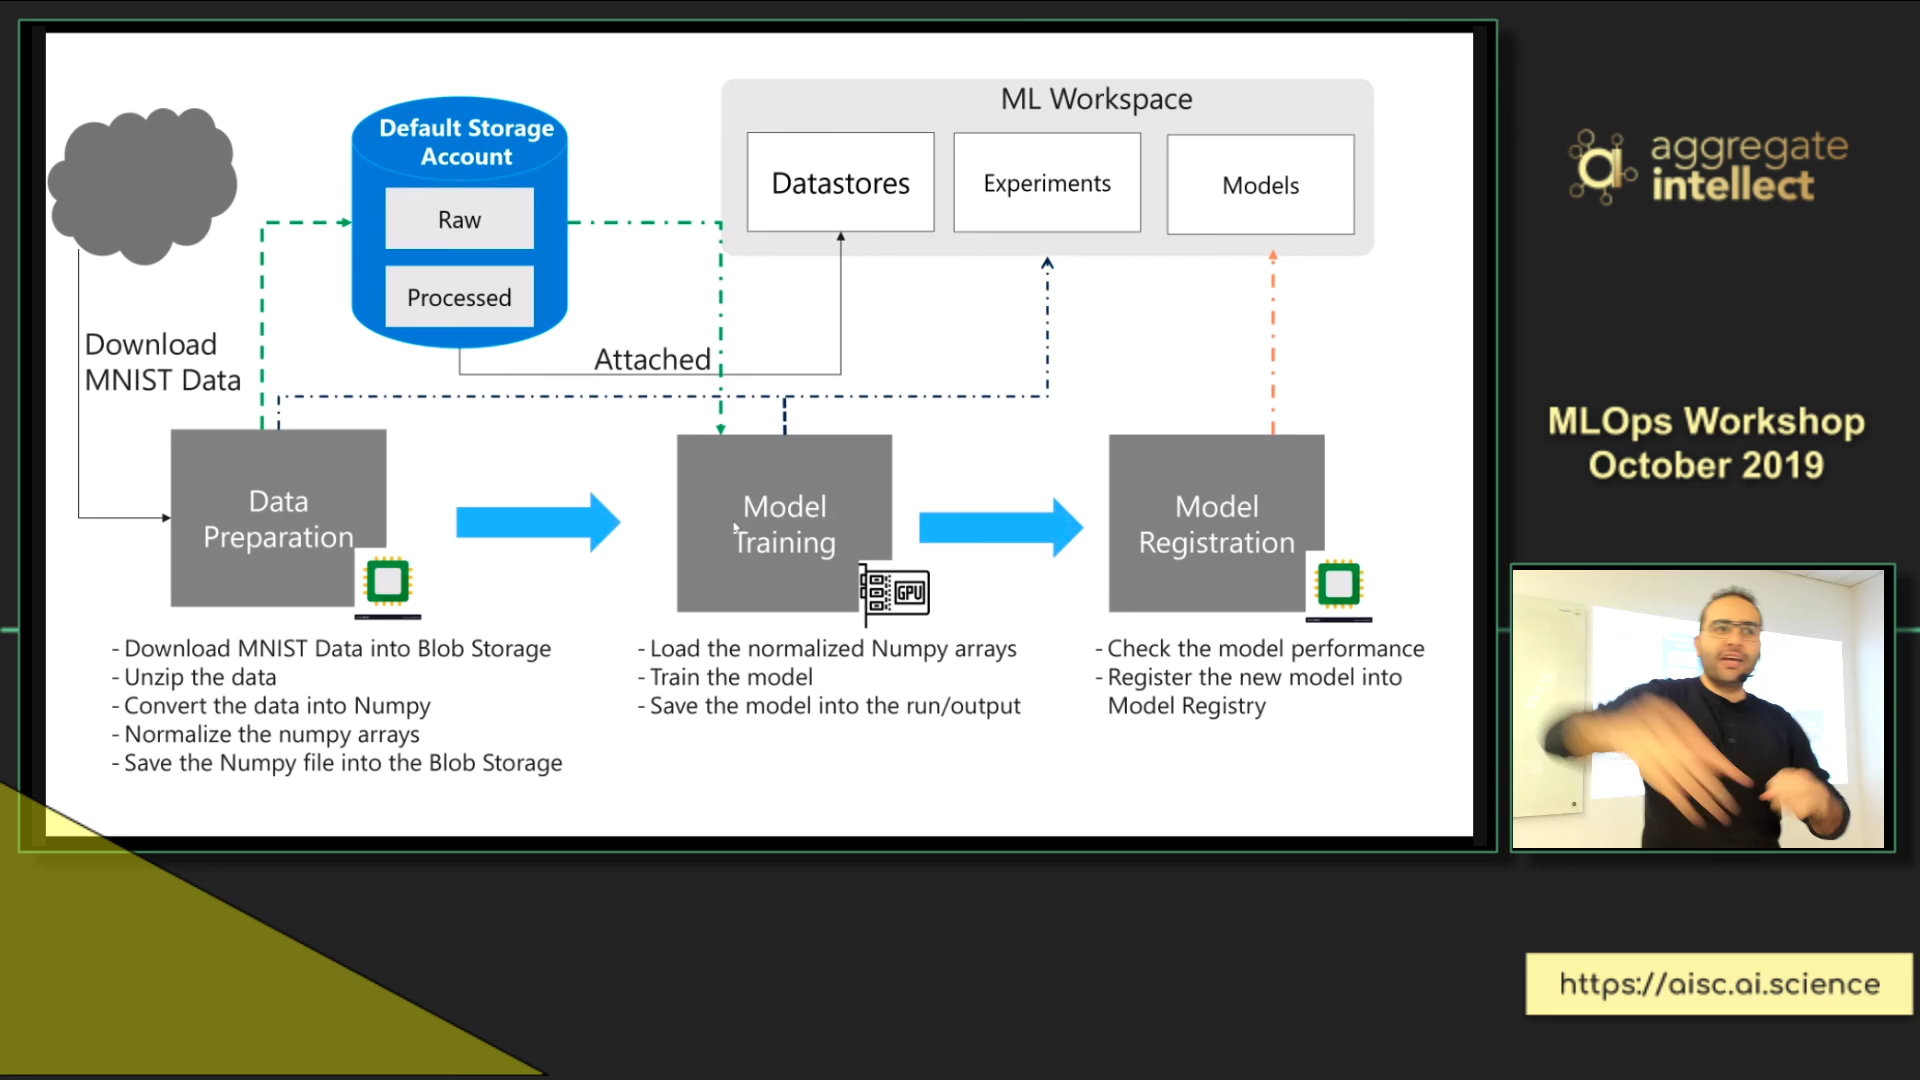 ML Workspace
Default Storage
Account
Raw
Processed
Datastores
Experiments
Models
Download
MNIST Data
Attached
Data
Preparation
Model
Training
GPU
Model
Registration
- Download MNIST Data into Blob Storage
- Unzip the data
- Convert the data into Numpy
- Normalize the numpy arrays
- Save the Numpy file into the Blob Storage
- Load the normalized Numpy arrays
- Train the model
- Save the model into the run/output
- Check the model performance
- Register the new model into
Model Registry
ai aggregate
intellect
MLOps Workshop
October 2019
https://aisc.ai.science